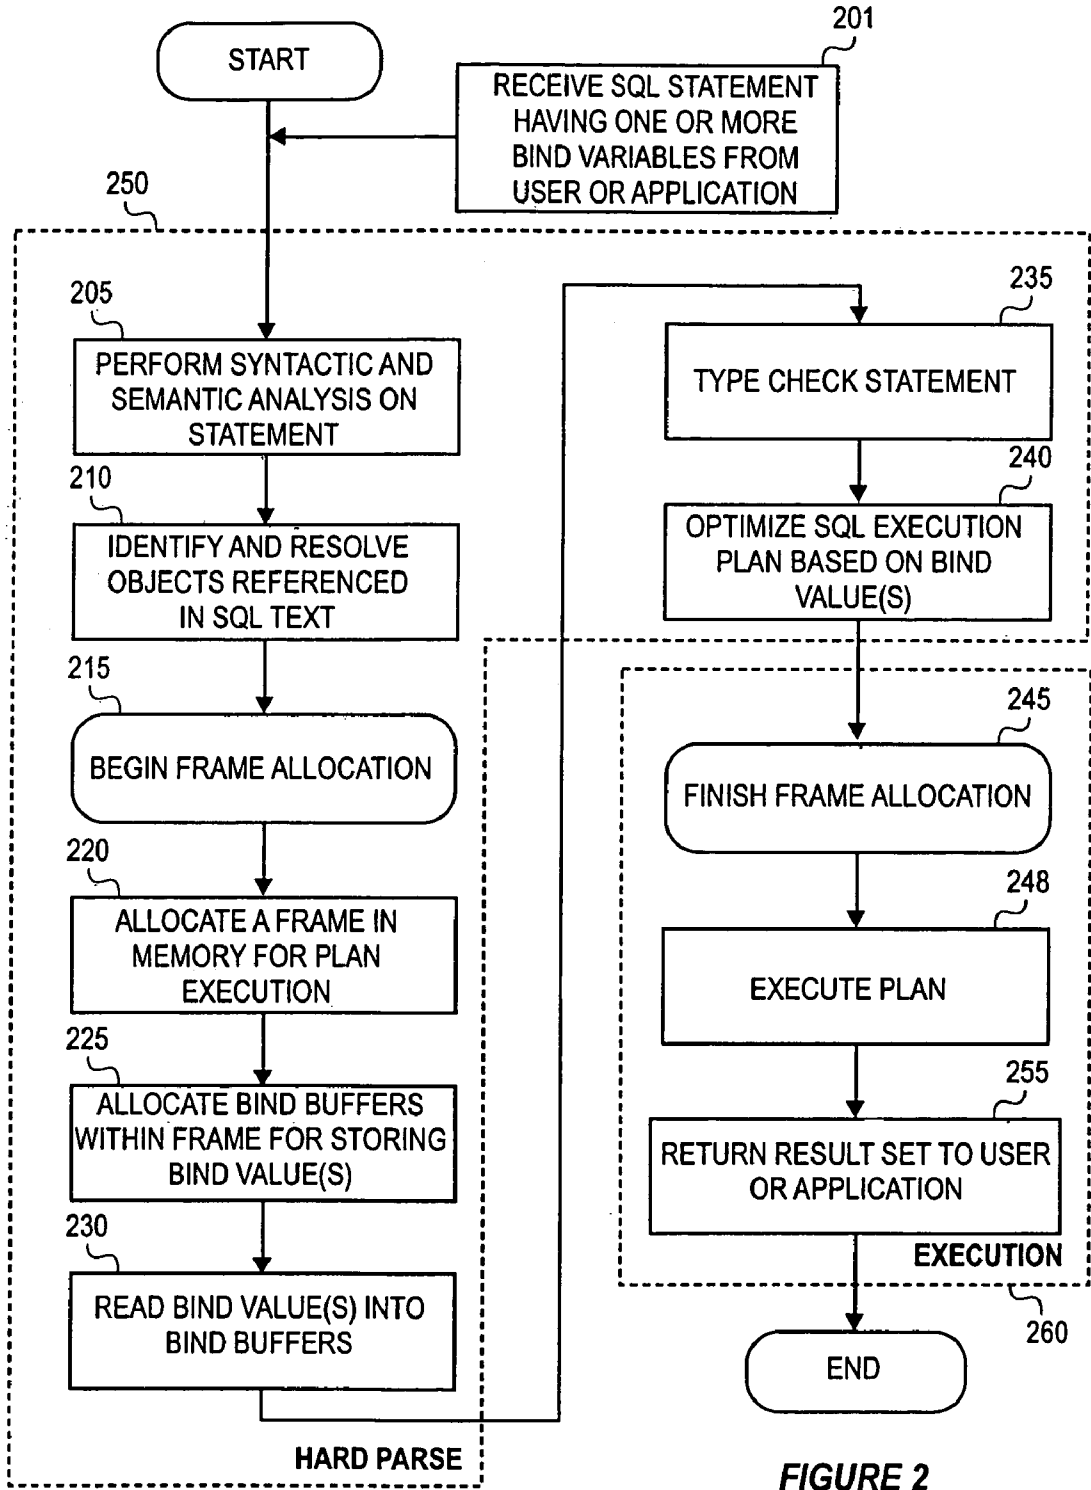 START
201
RECEIVE SQL STATEMENT
HAVING ONE OR MORE
BIND VARIABLES FROM
USER OR APPLICATION
250
205
PERFORM SYNTACTIC AND
SEMANTIC ANALYSIS ON
STATEMENT
210
IDENTIFY AND RESOLVE
OBJECTS REFERENCED
IN SQL TEXT
215
BEGIN FRAME ALLOCATION
220
ALLOCATE A FRAME IN
MEMORY FOR PLAN
EXECUTION
225
ALLOCATE BIND BUFFERS
WITHIN FRAME FOR STORING
BIND VALUE(S)
230
READ BIND VALUE(S) INTO
BIND BUFFERS
HARD PARSE
235
TYPE CHECK STATEMENT
240
OPTIMIZE SQL EXECUTION
PLAN BASED ON BIND
VALUE(S)
245
FINISH FRAME ALLOCATION
248
EXECUTE PLAN
255
RETURN RESULT SET TO USER
OR APPLICATION
EXECUTION
260
END
FIGURE 2